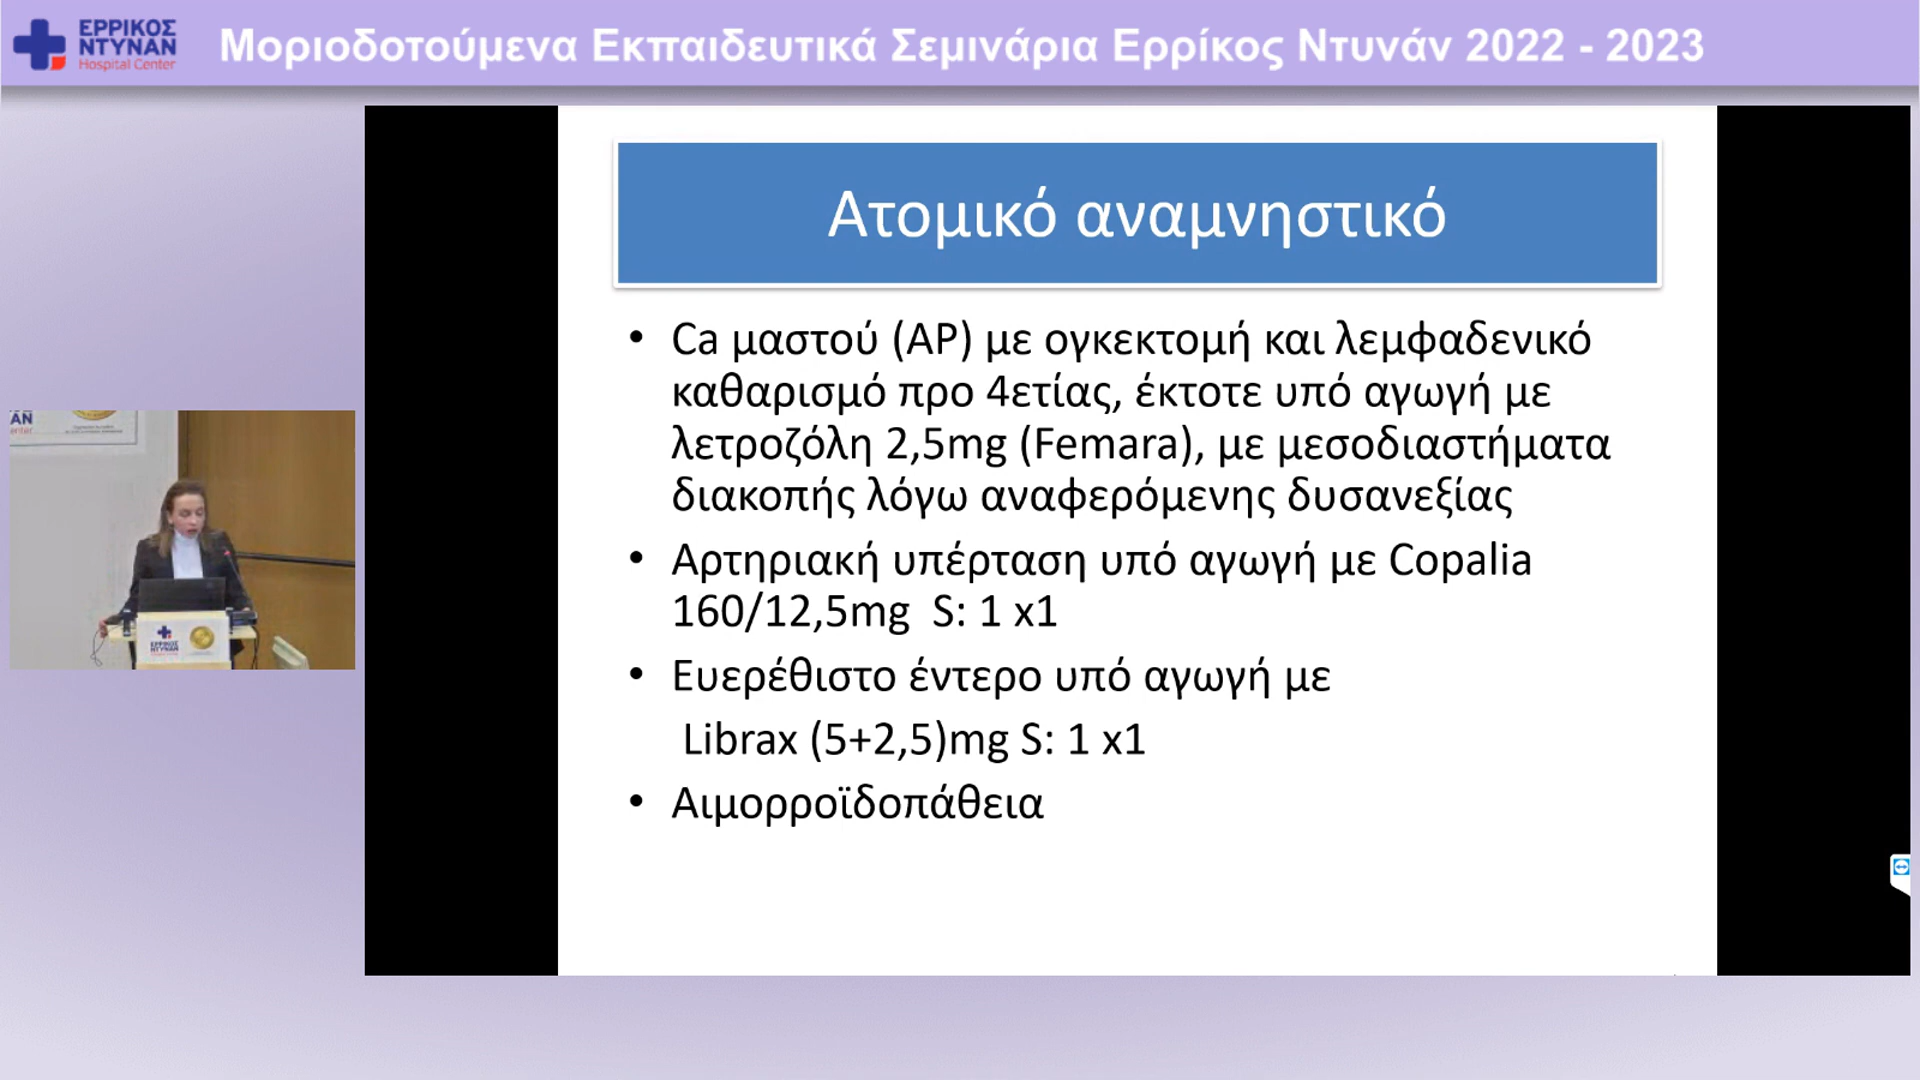 ΕΡΡΙΚΟΣ
ΝΤΥΝΑΝ
Hospital Center
Μοριοδοτούμενα Εκπαιδευτικά Σεμινάρια Ερρίκος Ντυνάν 2022 - 2023
Ατομικό αναμνηστικό
• Ca μαστού (ΑΡ) με ογκεκτομή και λεμφαδενικό
καθαρισμό προ 4ετίας, έκτοτε υπό αγωγή με
λετροζόλη 2,5mg (Femara), με μεσοδιαστήματα
διακοπής λόγω αναφερόμενης δυσανεξίας
• Αρτηριακή υπέρταση υπό αγωγή με Copalia
160/12,5mg S: 1 x1
• Ευερέθιστο έντερο υπό αγωγή με
Librax (5+2,5)mg S: 1 x1
• Αιμορροϊδοπάθεια
ΕΡΡΙΚΟΣ
ΝΤΥΝΑΝ